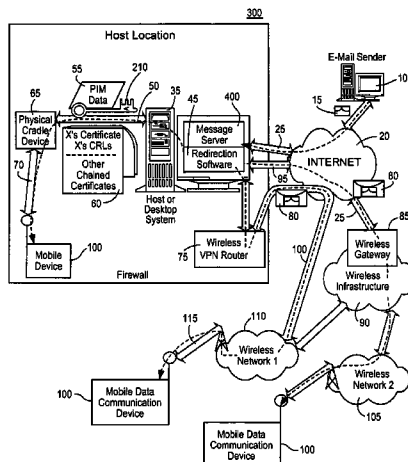 300
Host Location
55
PIM
Data
210
65
50
35
45
400
Physical
Cradle
Device
X's Certificate
X's CRLs
Other
Chained
Certificates
60
Message
Server
Redirection
Software
Host or
Desktop
System
70
Mobile
Device
100
Wireless
VPN Router
75
Firewall
E-Mail Sender
10
15
20
25
INTERNET
95
80
80
25
85
Wireless
Gateway
Wireless
Infrastructure
90
100
110
115
Wireless
Network 1
100
Mobile Data
Communication
Device
Wireless
Network 2
105
Mobile Data
Communication
Device
100